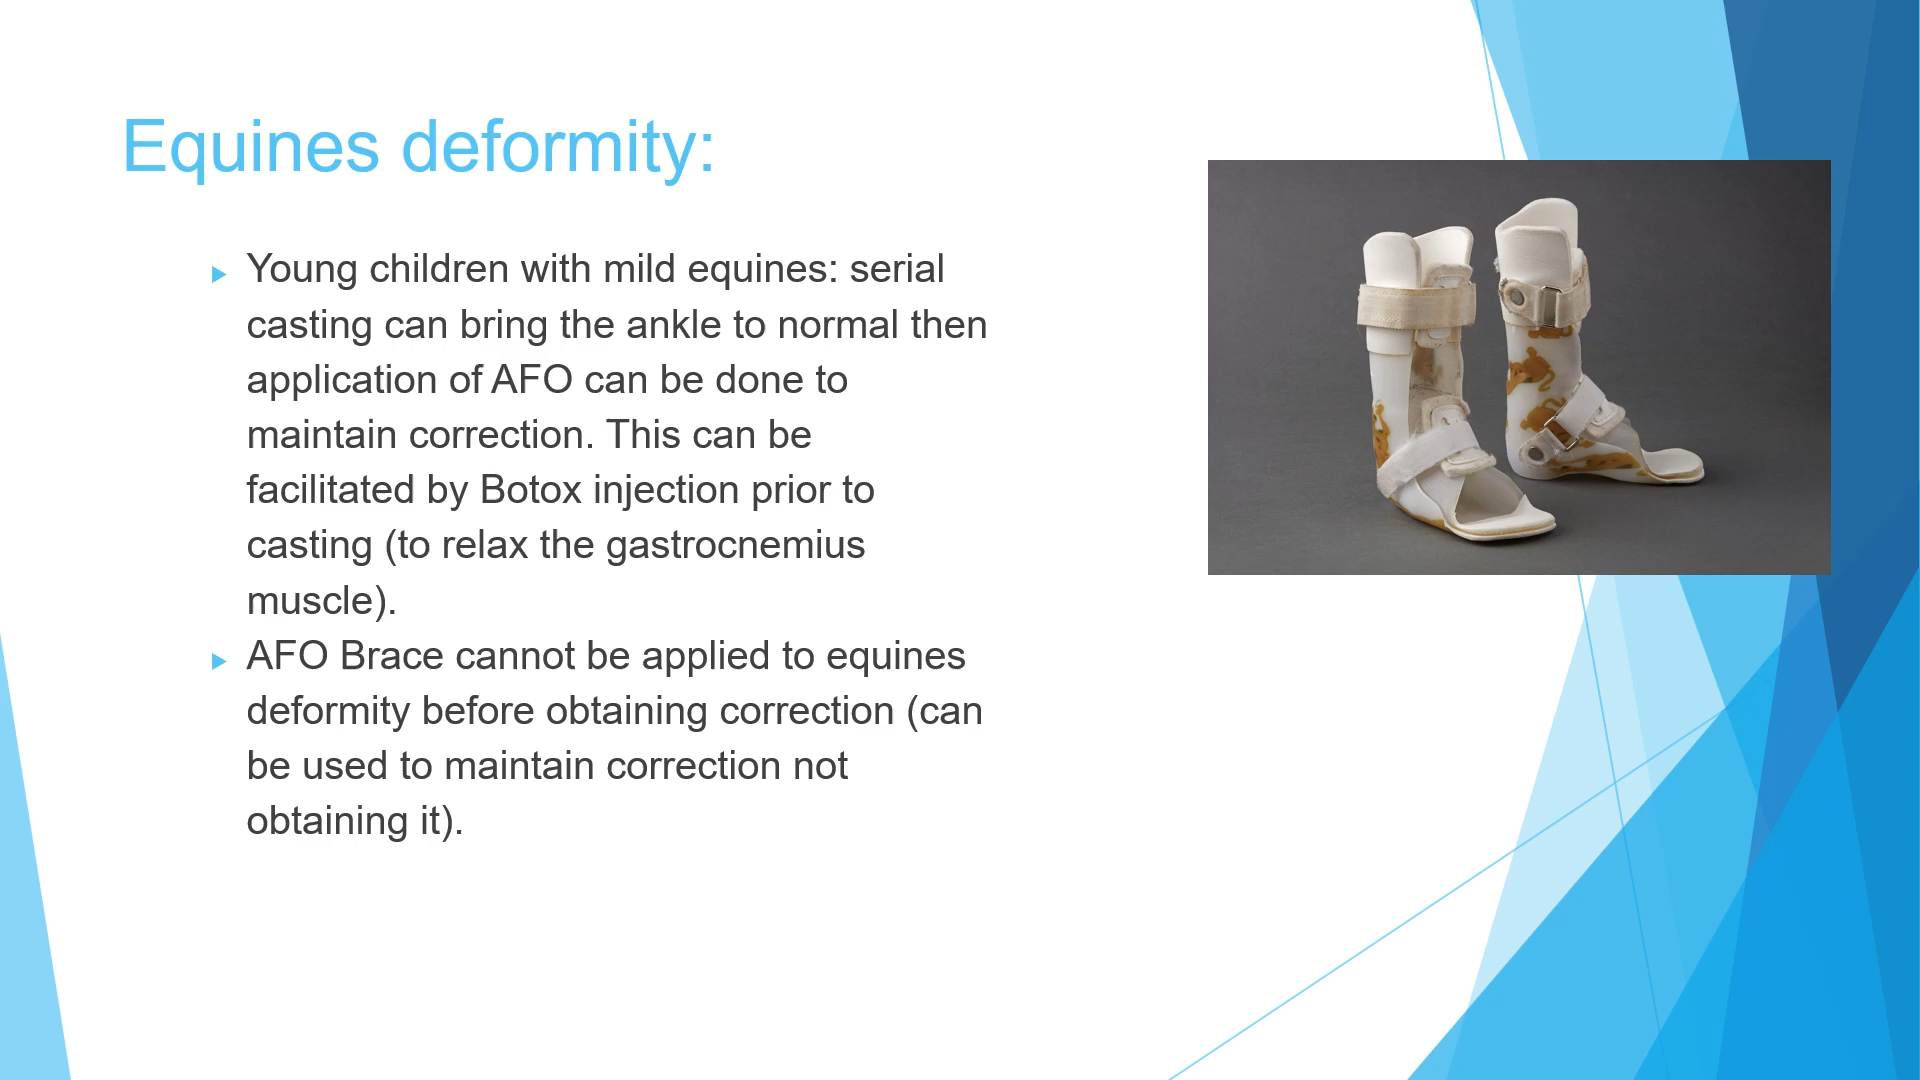 Equines deformity:
Young children with mild equines: serial
casting can bring the ankle to normal then
application of AFO can be done to
maintain correction. This can be
facilitated by Botox injection prior to
casting (to relax the gastrocnemius
muscle).
AFO Brace cannot be applied to equines
deformity before obtaining correction (can
be used to maintain correction not
obtaining it).